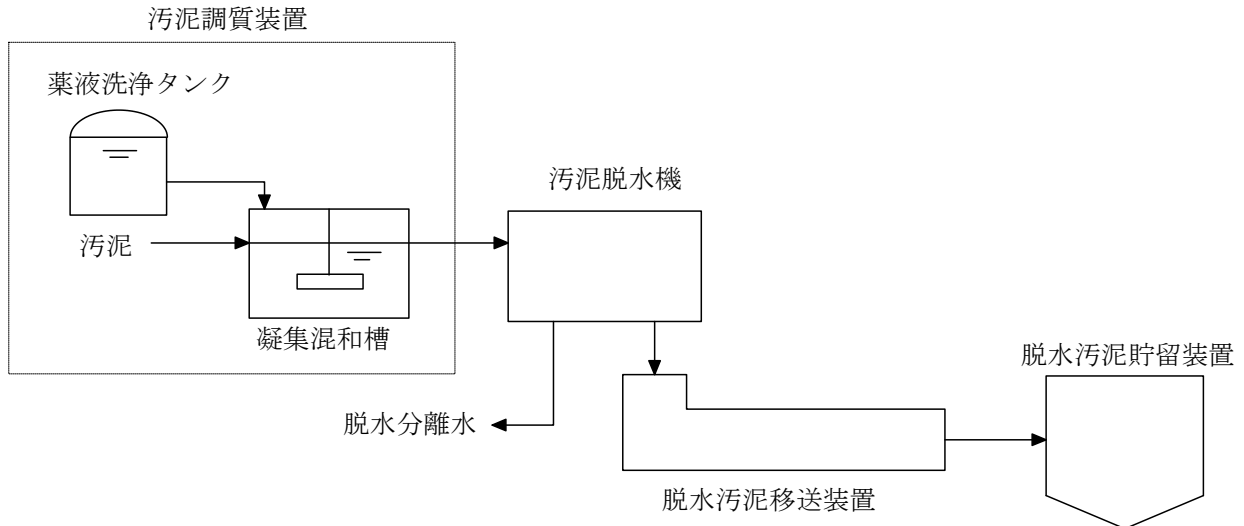 汚泥調質装置
薬液洗浄タンク
汚泥
凝集混和槽
汚泥脱水機
脱水分離水
脱水汚泥移送装置
脱水汚泥貯留装置